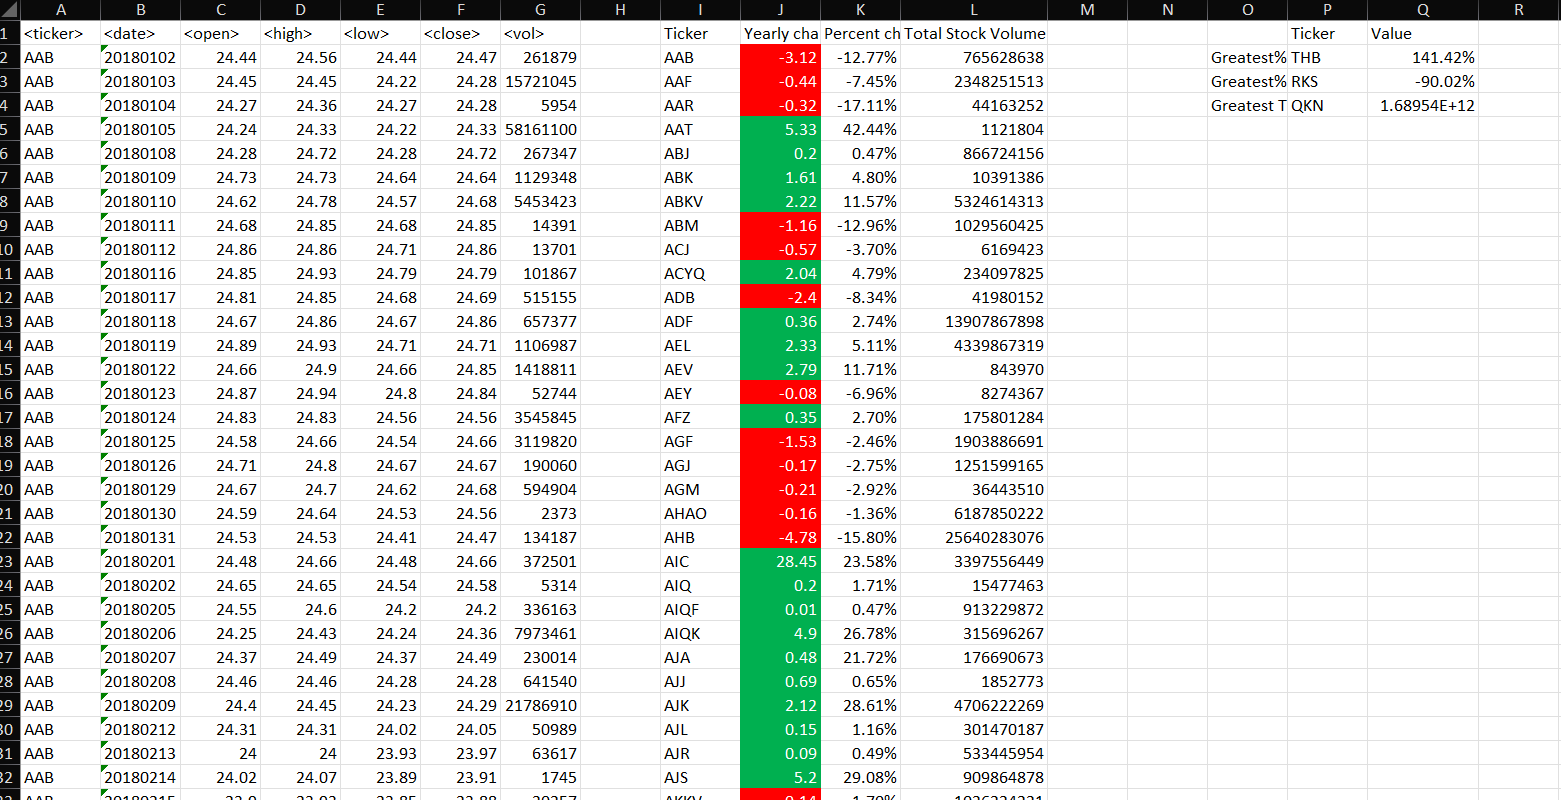 A B C D E F G H I J K L M N O P Q R
1 <ticker> <date> <open> <high> <low> <close> <vol> Ticker Yearly cha Percent ch Total Stock Volume Ticker Value
2 AAB 20180102 24.44 24.56 24.44 24.47 261879 AAB -3.12 -12.77% 765628638 Greatest% THB 141.42%
3 AAB 20180103 24.45 24.45 24.22 24.28 15721045 AAF -0.44 -7.45% 2348251513 Greatest% RKS -90.02%
4 AAB 20180104 24.27 24.36 24.27 24.28 5954 AAR -0.32 -17.11% 44163252 Greatest T QKN 1.68954E+12
5 AAB 20180105 24.24 24.33 24.22 24.33 58161100 AAT 5.33 42.44% 1121804
6 AAB 20180108 24.28 24.72 24.28 24.72 267347 ABJ 0.2 0.47% 866724156
7 AAB 20180109 24.73 24.73 24.64 24.64 1129348 ABK 1.61 4.80% 10391386
8 AAB 20180110 24.62 24.78 24.57 24.68 5453423 ABKV 2.22 11.57% 5324614313
9 AAB 20180111 24.68 24.85 24.68 24.85 14391 ABM -1.16 -12.96% 1029560425
10 AAB 20180112 24.86 24.86 24.71 24.86 13701 ACJ -0.57 -3.70% 6169423
11 AAB 20180116 24.85 24.93 24.79 24.79 101867 ACYQ 2.04 4.79% 234097825
12 AAB 20180117 24.81 24.85 24.68 24.69 515155 ADB -2.4 -8.34% 41980152
13 AAB 20180118 24.67 24.86 24.67 24.86 657377 ADF 0.36 2.74% 13907867898
14 AAB 20180119 24.89 24.93 24.71 24.71 1106987 AEL 2.33 5.11% 4339867319
15 AAB 20180122 24.66 24.9 24.66 24.85 1418811 AEV 2.79 11.71% 843970
16 AAB 20180123 24.87 24.94 24.8 24.84 52744 AEY -0.08 -6.96% 8274367
17 AAB 20180124 24.83 24.83 24.56 24.56 3545845 AFZ 0.35 2.70% 175801284
18 AAB 20180125 24.58 24.66 24.54 24.66 3119820 AGF -1.53 -2.46% 1903886691
19 AAB 20180126 24.71 24.8 24.67 24.67 190060 AGJ -0.17 -2.75% 1251599165
20 AAB 20180129 24.67 24.7 24.62 24.68 594904 AGM -0.21 -2.92% 36443510
21 AAB 20180130 24.59 24.64 24.53 24.56 2373 AHAO -0.16 -1.36% 6187850222
22 AAB 20180131 24.53 24.53 24.41 24.47 134187 AHB -4.78 -15.80% 25640283076
23 AAB 20180201 24.48 24.66 24.48 24.66 372501 AIC 28.45 23.58% 3397556449
24 AAB 20180202 24.65 24.65 24.54 24.58 5314 AIQ 0.2 1.71% 15477463
25 AAB 20180205 24.55 24.6 24.2 24.2 336163 AIQF 0.01 0.47% 913229872
26 AAB 20180206 24.25 24.43 24.24 24.36 7973461 AIQK 4.9 26.78% 315696267
27 AAB 20180207 24.37 24.49 24.37 24.49 230014 AJA 0.48 21.72% 176690673
28 AAB 20180208 24.46 24.46 24.28 24.28 641540 AJJ 0.69 0.65% 1852773
29 AAB 20180209 24.4 24.45 24.23 24.29 21786910 AJK 2.12 28.61% 4706222269
30 AAB 20180212 24.31 24.31 24.02 24.05 50989 AJL 0.15 1.16% 301470187
31 AAB 20180213 24 24 23.93 23.97 63617 AJR 0.09 0.49% 533445954
32 AAB 20180214 24.02 24.07 23.89 23.91 1745 AJS 5.2 29.08% 909864878